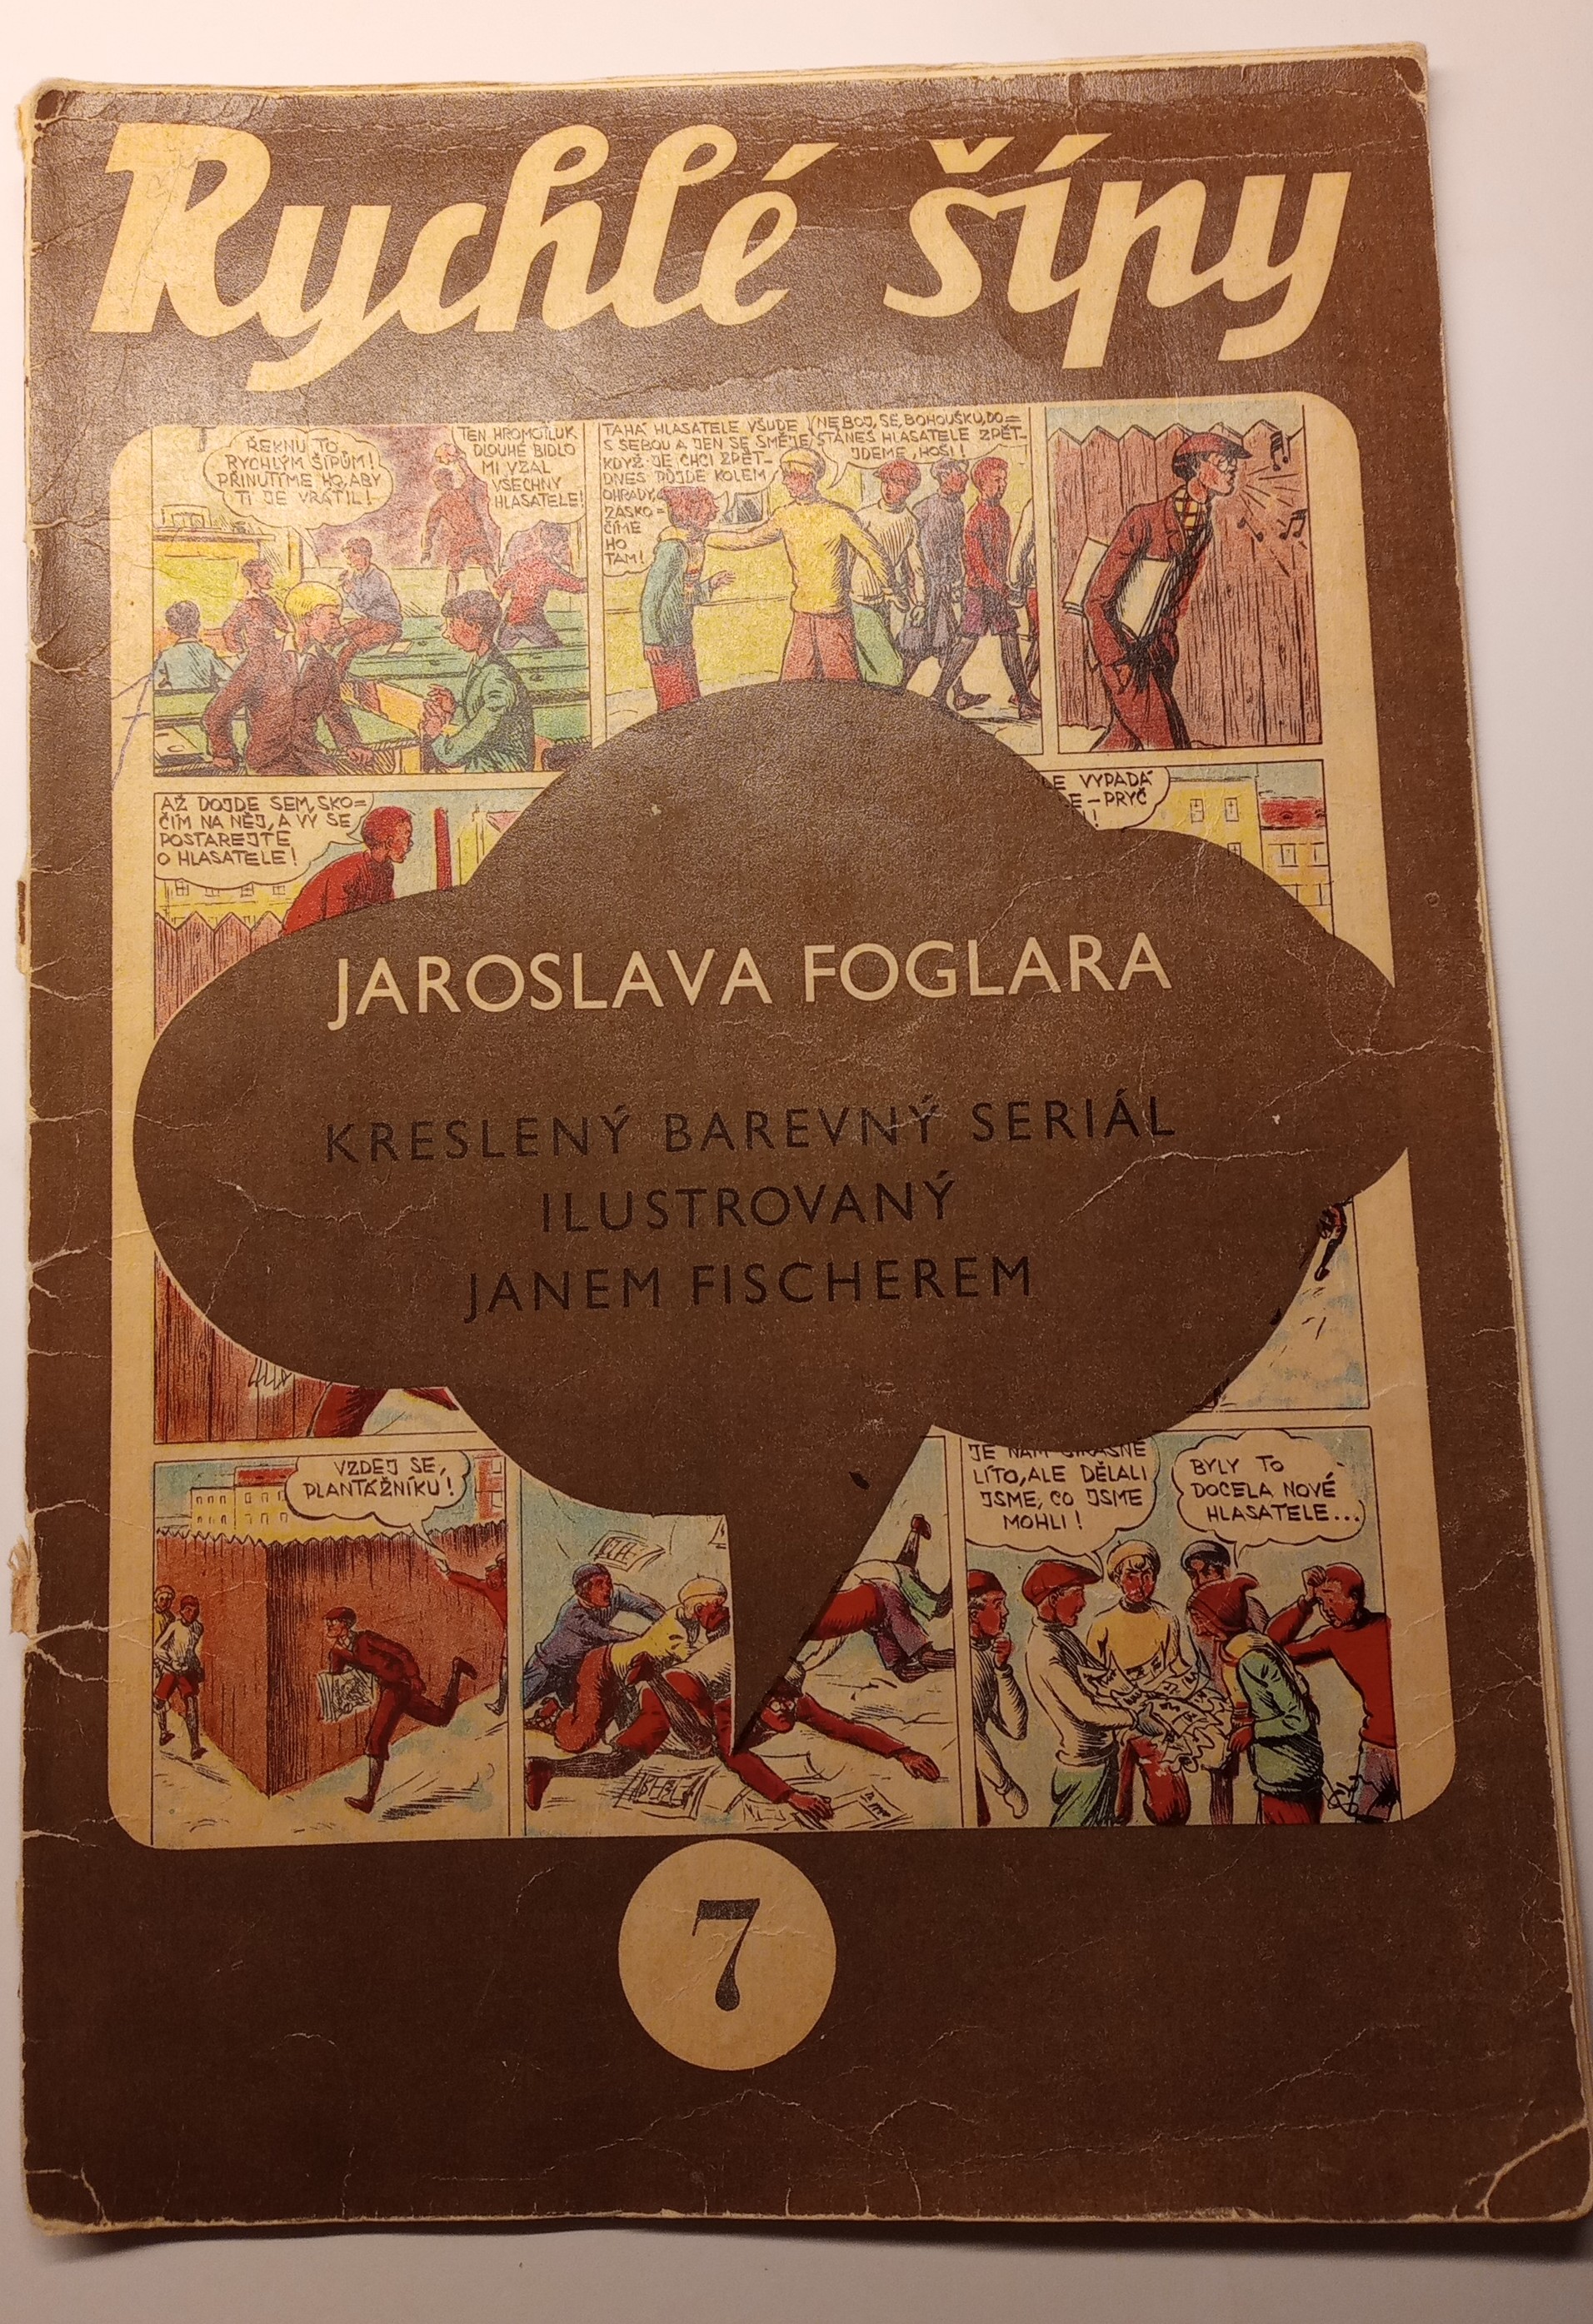 Rychlé šípy
ŘEKNU TO
RYCHLÝM ŠÍPŮM!
PŘINUTÍME HO, ABY
TI JE VRÁTIL!
TEN HROMOTLUK
DLOUHÉ BIDLO
MI VZAL
VŠECHNY
HLASATELE!
TAHÁ HLASATELE VŠUDE
S SEBOU A JEN SE SMĚJE,
KDYŽ JE CHCI ZPĚT-
DNES PŮJDE KOLEM
OHRADY,
ZASKO=
ČÍME
HO
TAM!
NEBOJ, SE, BOHOUŠKU, DO=
STANEŠ HLASATELE ZPĚT-
JDEME, HOŠI!
AŽ DOJDE SEM, SKO=
ČÍM NA NĚJ, A VY SE
POSTAREJTE
O HLASATELE!
LE VYPADÁ
E - PRYČ
!
JAROSLAVA FOGLARA
KRESLENÝ BAREVNÝ SERIÁL
ILUSTROVANÝ
JANEM FISCHEREM
VZDEJ SE,
PLANTÁŽNÍKU!
JE NÁM STRAŠNĚ
LÍTO, ALE DĚLALI
JSME, CO JSME
MOHLI!
BYLY TO
DOCELA NOVÉ
HLASATELE...
7